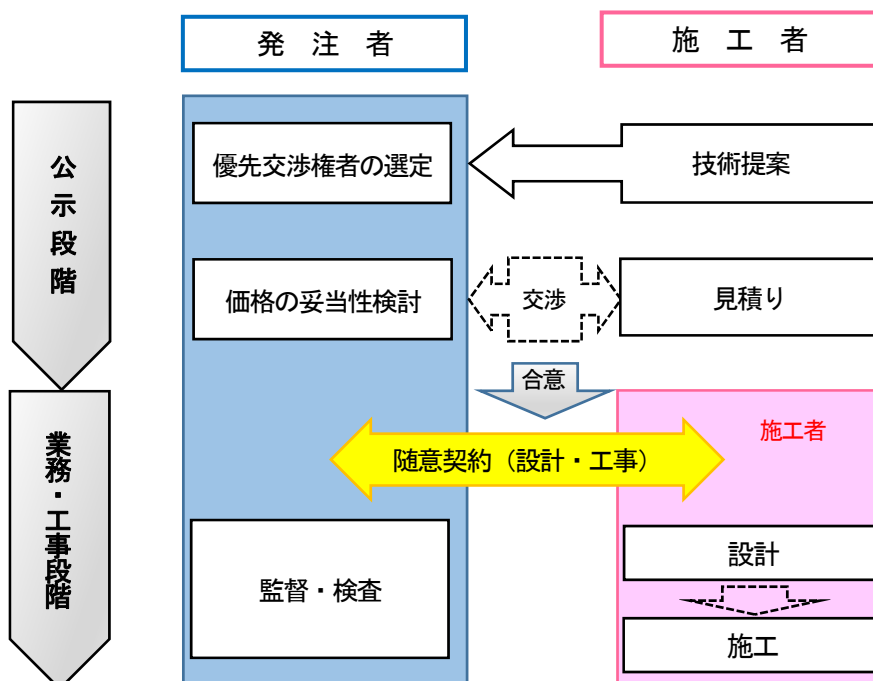 発 注 者
施 工 者
公示段階
優先交渉権者の選定
技術提案
価格の妥当性検討
交渉
見積り
合意
業務・工事段階
施工者
随意契約（設計・工事）
設計
監督・検査
施工